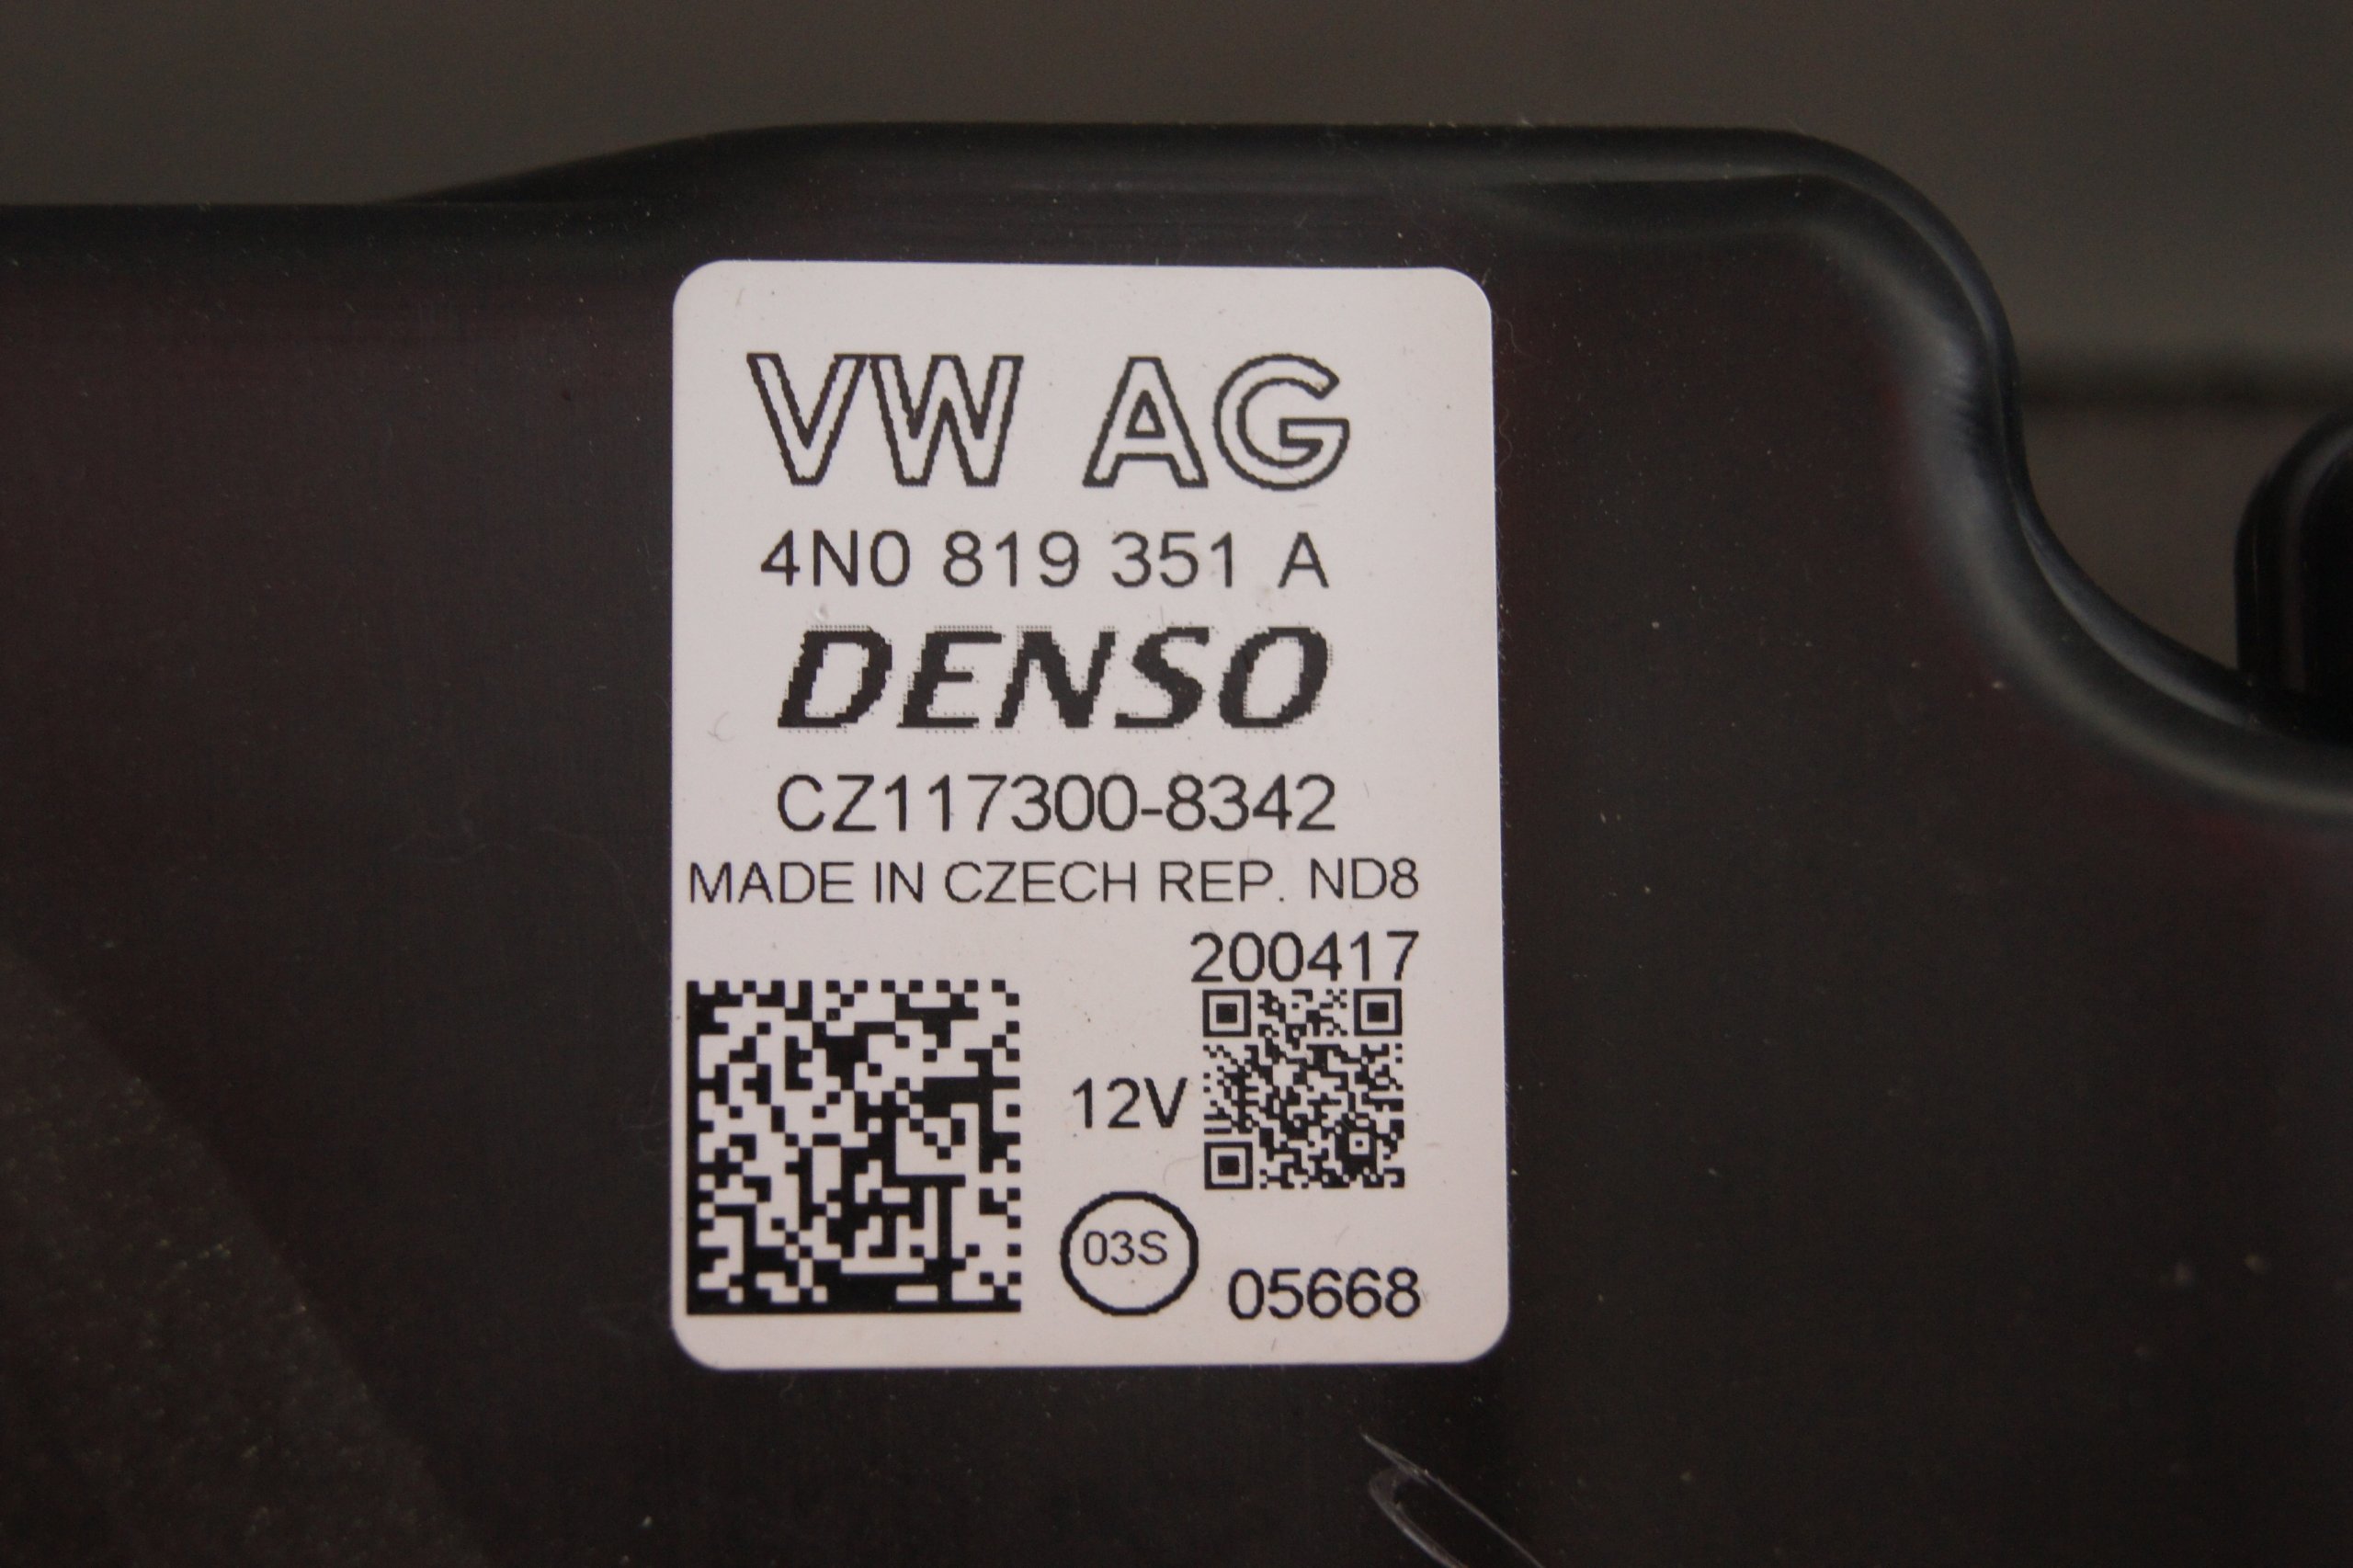 VW AG
4N0 819 351 A
DENSO
CZ117300-8342
MADE IN CZECH REP. ND8
200417
12V
03S
05668